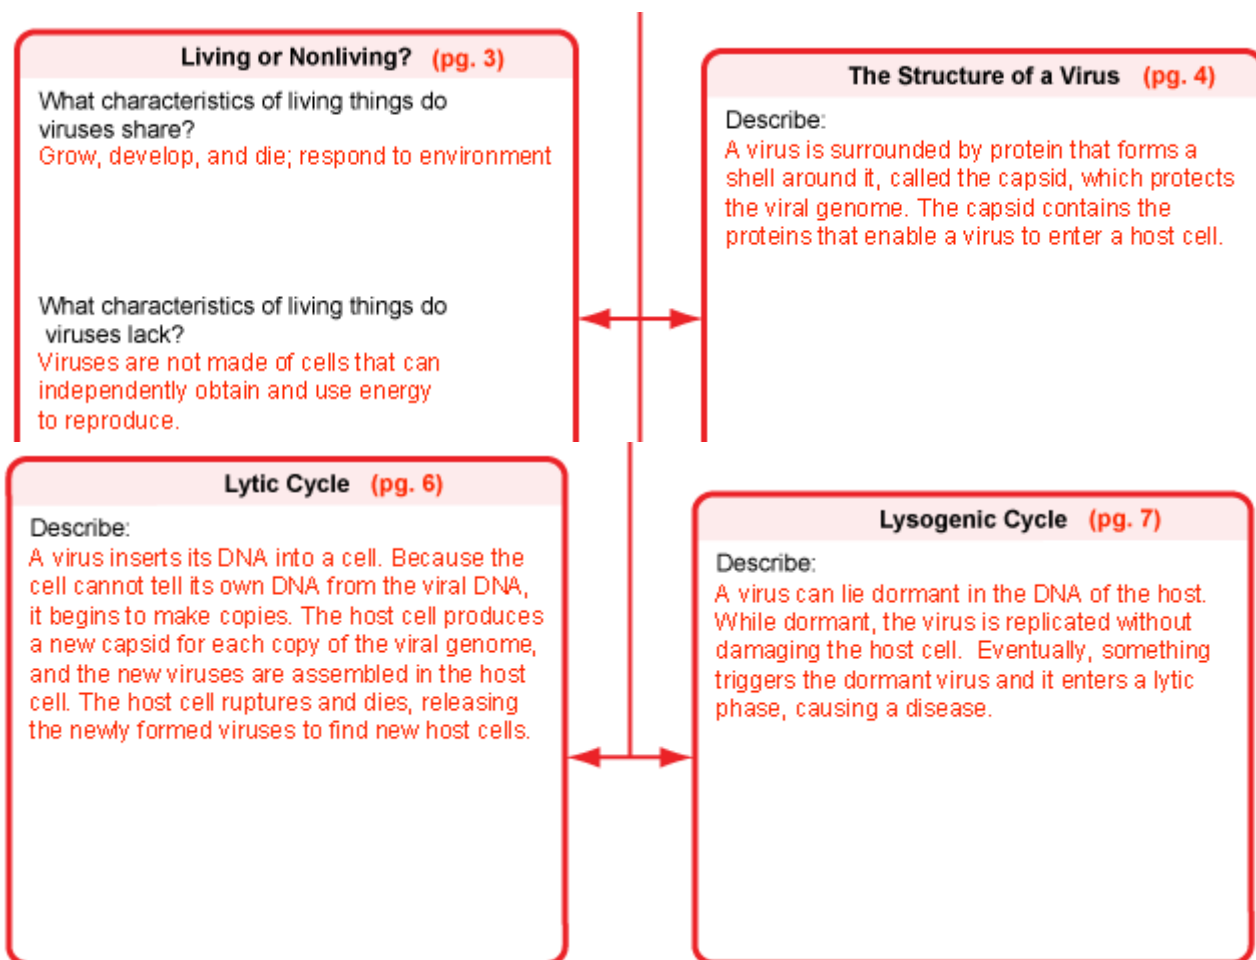 Living or Nonliving? (pg. 3)
What characteristics of living things do
viruses share?
Grow, develop, and die; respond to environment
What characteristics of living things do
viruses lack?
Viruses are not made of cells that can
independently obtain and use energy
to reproduce.
The Structure of a Virus (pg. 4)
Describe:
A virus is surrounded by protein that forms a
shell around it, called the capsid, which protects
the viral genome. The capsid contains the
proteins that enable a virus to enter a host cell.
Lytic Cycle (pg. 6)
Describe:
A virus inserts its DNA into a cell. Because the
cell cannot tell its own DNA from the viral DNA,
it begins to make copies. The host cell produces
a new capsid for each copy of the viral genome,
and the new viruses are assembled in the host
cell. The host cell ruptures and dies, releasing
the newly formed viruses to find new host cells.
Lysogenic Cycle (pg. 7)
Describe:
A virus can lie dormant in the DNA of the host.
While dormant, the virus is replicated without
damaging the host cell. Eventually, something
triggers the dormant virus and it enters a lytic
phase, causing a disease.